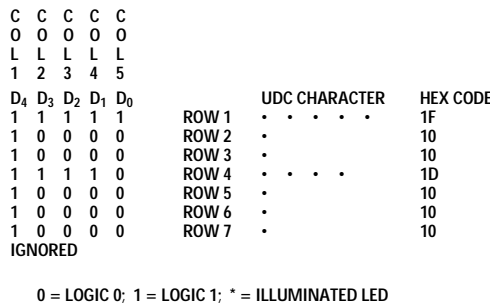 C C C C C
O O O O O
L L L L L
1 2 3 4 5
D4 D3 D2 D1 D0 UDC CHARACTER HEX CODE
1 1 1 1 1 ROW 1 • • • • • 1F
1 0 0 0 0 ROW 2 • 10
1 0 0 0 0 ROW 3 • 10
1 1 1 1 0 ROW 4 • • • • 1D
1 0 0 0 0 ROW 5 • 10
1 0 0 0 0 ROW 6 • 10
1 0 0 0 0 ROW 7 • 10
IGNORED
0 = LOGIC 0; 1 = LOGIC 1; * = ILLUMINATED LED